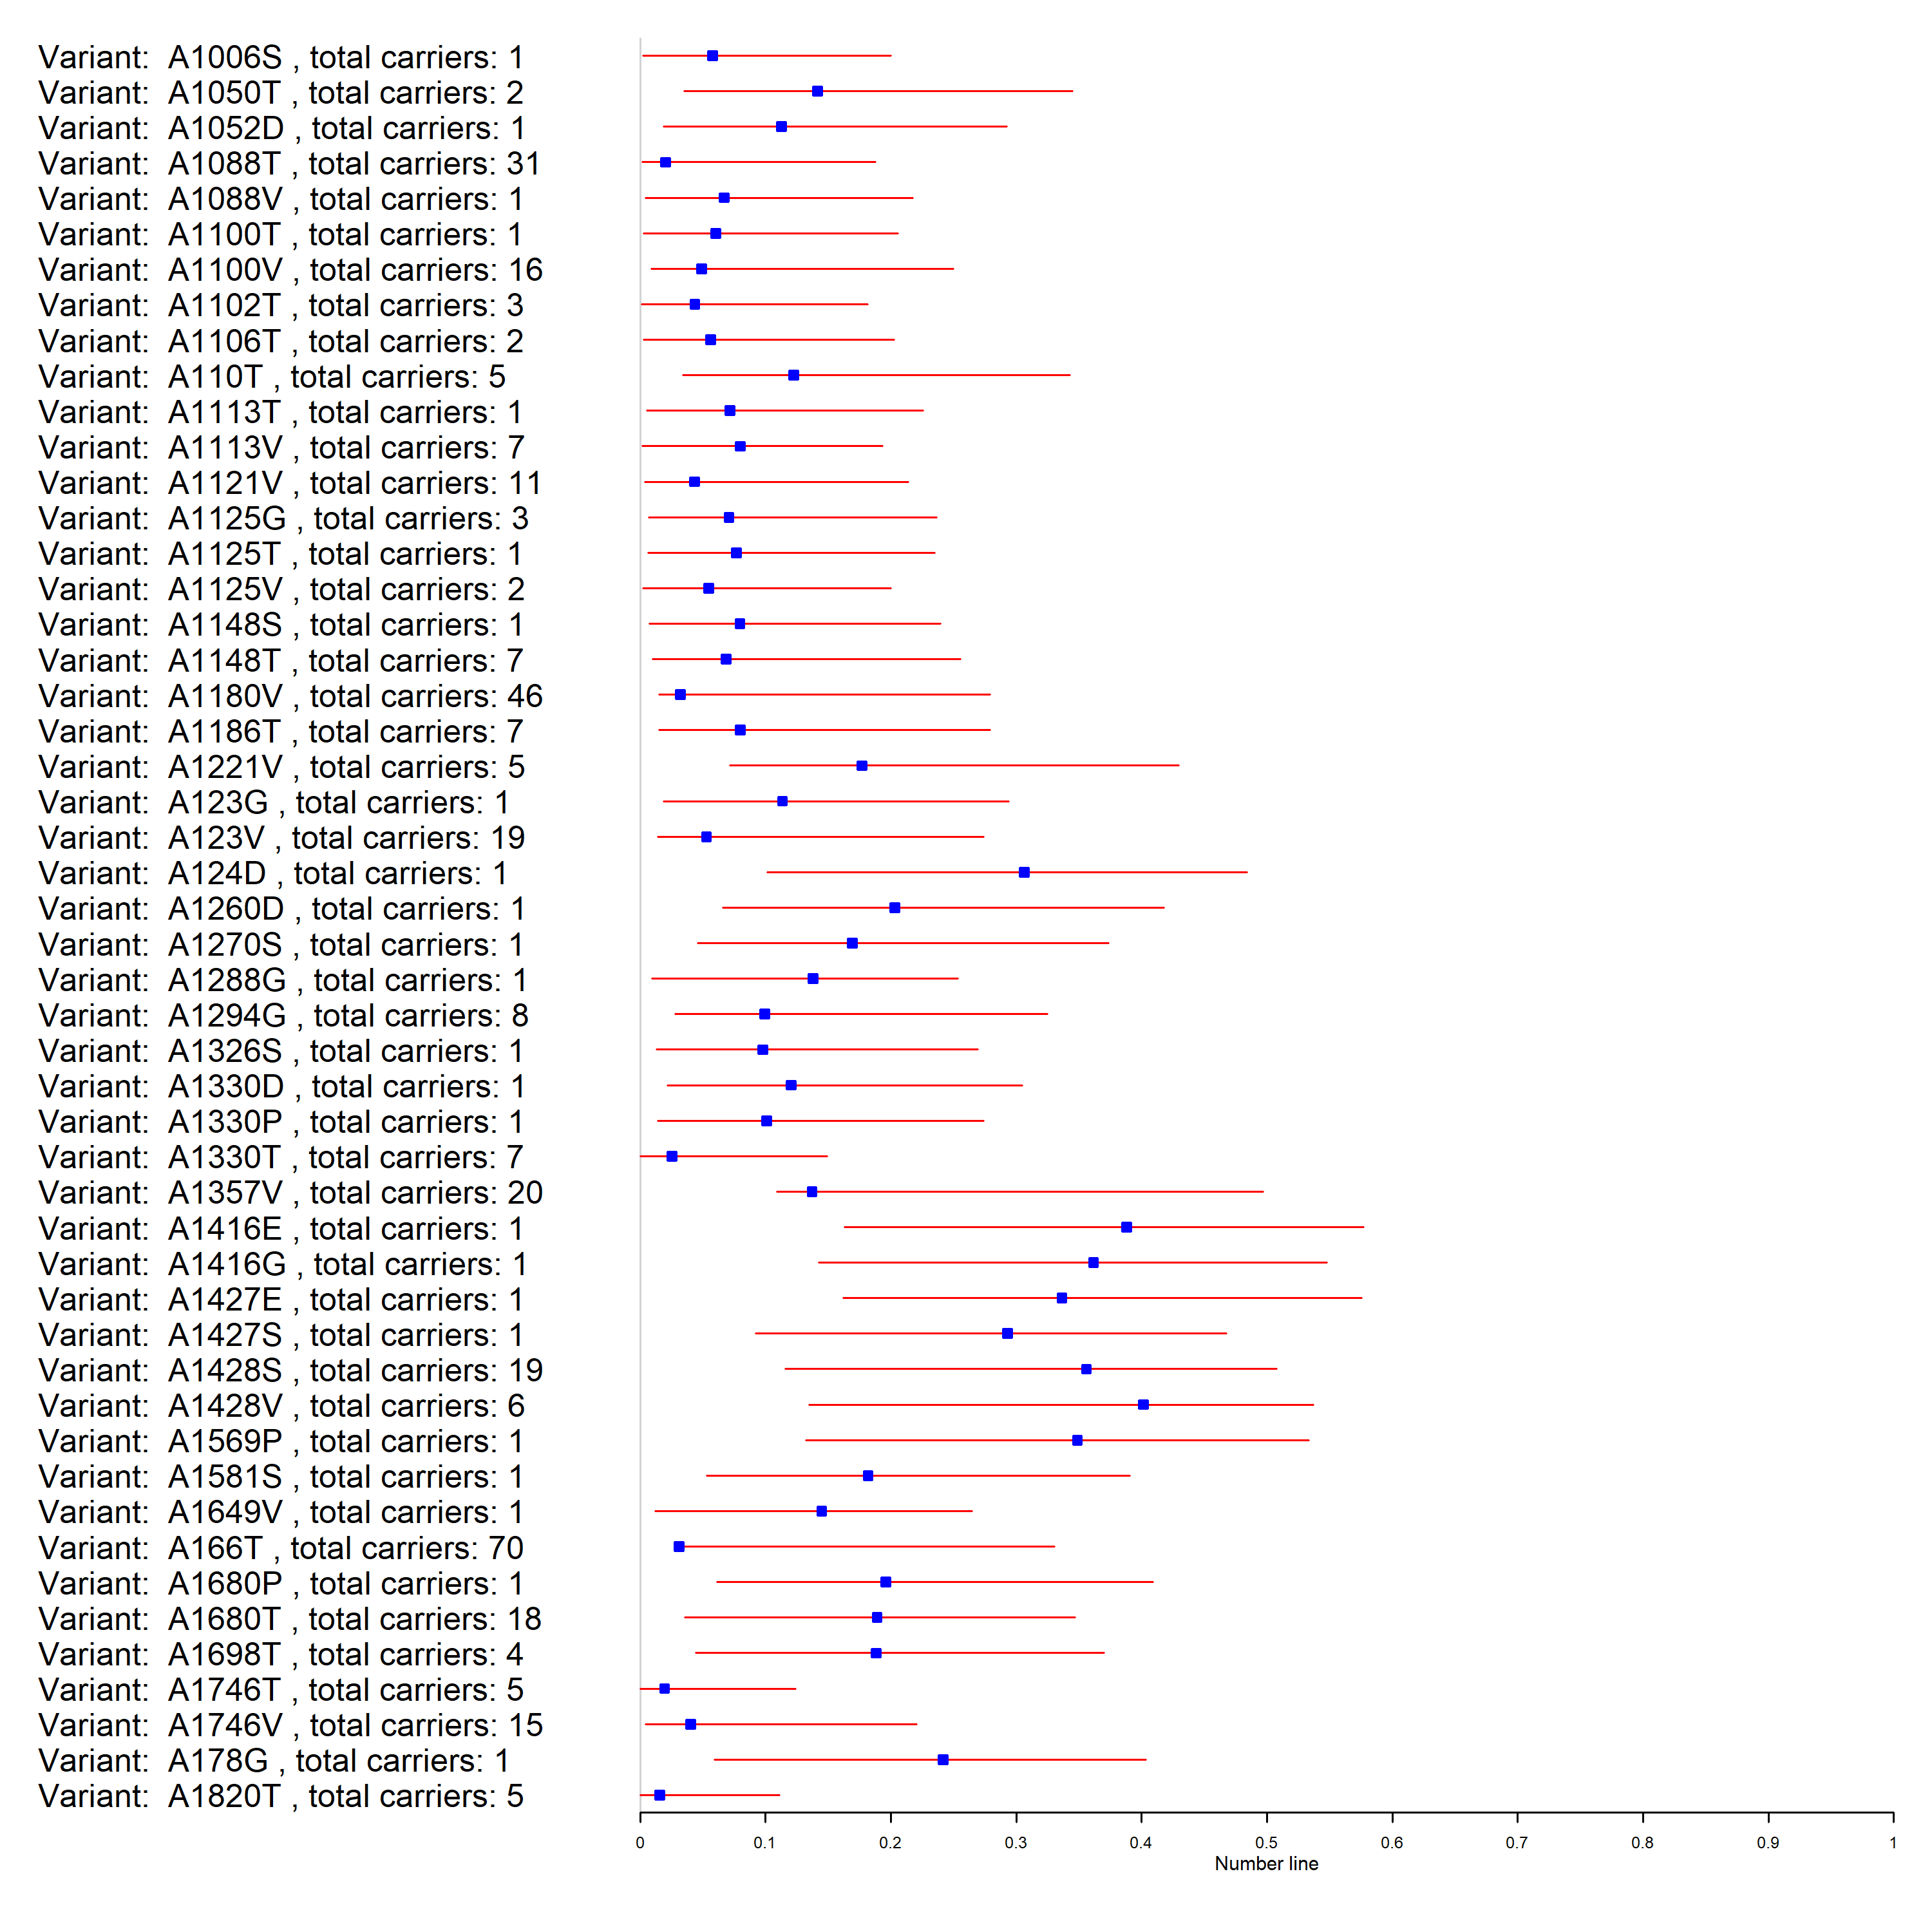 Variant:  A1006S , total carriers: 1
Variant:  A1050T , total carriers: 2
Variant:  A1052D , total carriers: 1
Variant:  A1088T , total carriers: 31
Variant:  A1088V , total carriers: 1
Variant:  A1100T , total carriers: 1
Variant:  A1100V , total carriers: 16
Variant:  A1102T , total carriers: 3
Variant:  A1106T , total carriers: 2
Variant:  A110T , total carriers: 5
Variant:  A1113T , total carriers: 1
Variant:  A1113V , total carriers: 7
Variant:  A1121V , total carriers: 11
Variant:  A1125G , total carriers: 3
Variant:  A1125T , total carriers: 1
Variant:  A1125V , total carriers: 2
Variant:  A1148S , total carriers: 1
Variant:  A1148T , total carriers: 7
Variant:  A1180V , total carriers: 46
Variant:  A1186T , total carriers: 7
Variant:  A1221V , total carriers: 5
Variant:  A123G , total carriers: 1
Variant:  A123V , total carriers: 19
Variant:  A124D , total carriers: 1
Variant:  A1260D , total carriers: 1
Variant:  A1270S , total carriers: 1
Variant:  A1288G , total carriers: 1
Variant:  A1294G , total carriers: 8
Variant:  A1326S , total carriers: 1
Variant:  A1330D , total carriers: 1
Variant:  A1330P , total carriers: 1
Variant:  A1330T , total carriers: 7
Variant:  A1357V , total carriers: 20
Variant:  A1416E , total carriers: 1
Variant:  A1416G , total carriers: 1
Variant:  A1427E , total carriers: 1
Variant:  A1427S , total carriers: 1
Variant:  A1428S , total carriers: 19
Variant:  A1428V , total carriers: 6
Variant:  A1569P , total carriers: 1
Variant:  A1581S , total carriers: 1
Variant:  A1649V , total carriers: 1
Variant:  A166T , total carriers: 70
Variant:  A1680P , total carriers: 1
Variant:  A1680T , total carriers: 18
Variant:  A1698T , total carriers: 4
Variant:  A1746T , total carriers: 5
Variant:  A1746V , total carriers: 15
Variant:  A178G , total carriers: 1
Variant:  A1820T , total carriers: 5
0 0.1 0.2 0.3 0.4 0.5 0.6 0.7 0.8 0.9 1
Number line